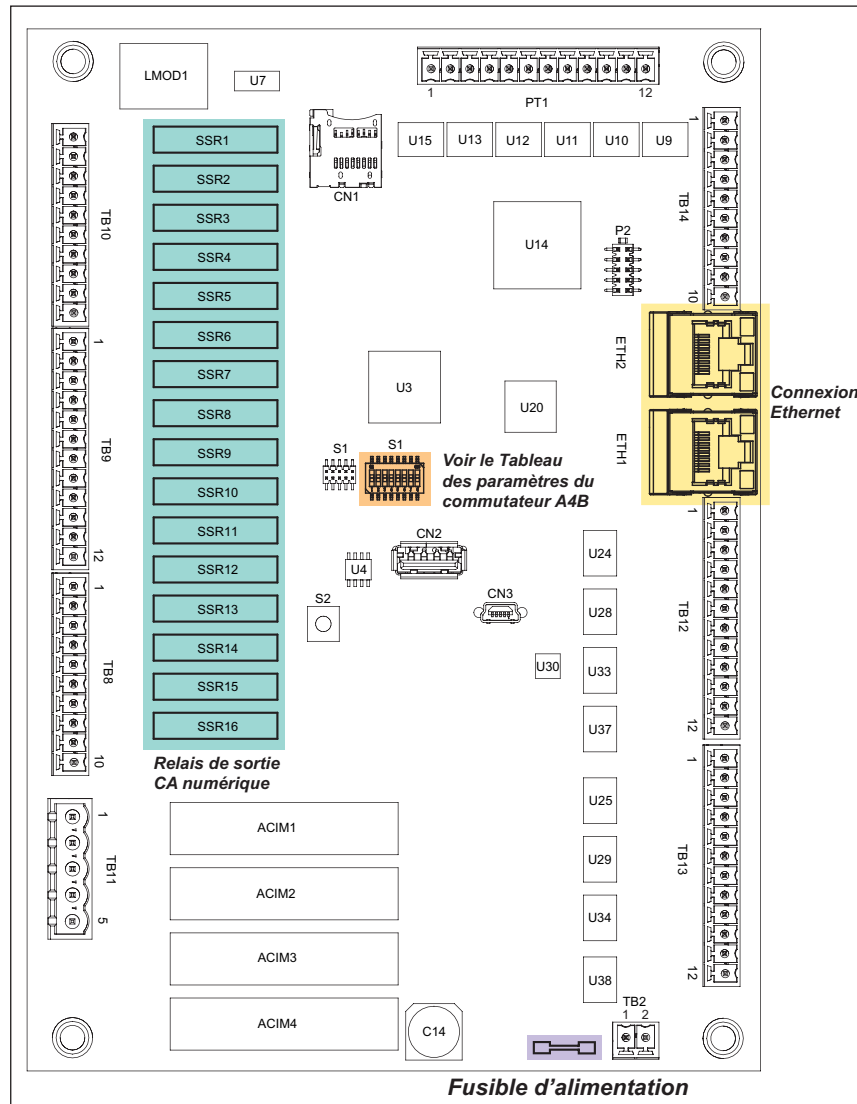 LMOD1
U7
1
12
PT1
SSR1
SSR2
SSR3
SSR4
SSR5
SSR6
SSR7
SSR8
SSR9
SSR10
SSR11
SSR12
SSR13
SSR14
SSR15
SSR16
Relais de sortie
CA numérique
CN1
U15
U13
U12
U11
U10
U9
1
TB14
10
TB10
U14
P2
ETH2
ETH1
Connexion
Ethernet
1
TB9
12
U3
U20
S1
S1
Voir le Tableau
des paramètres du
commutateur A4B
CN2
U4
S2
CN3
U24
U28
U30
U33
U37
1
TB12
12
1
TB8
10
U25
U29
U34
U38
1
TB13
12
1
TB11
5
ACIM1
ACIM2
ACIM3
ACIM4
C14
TB2
1
2
Fusible d’alimentation